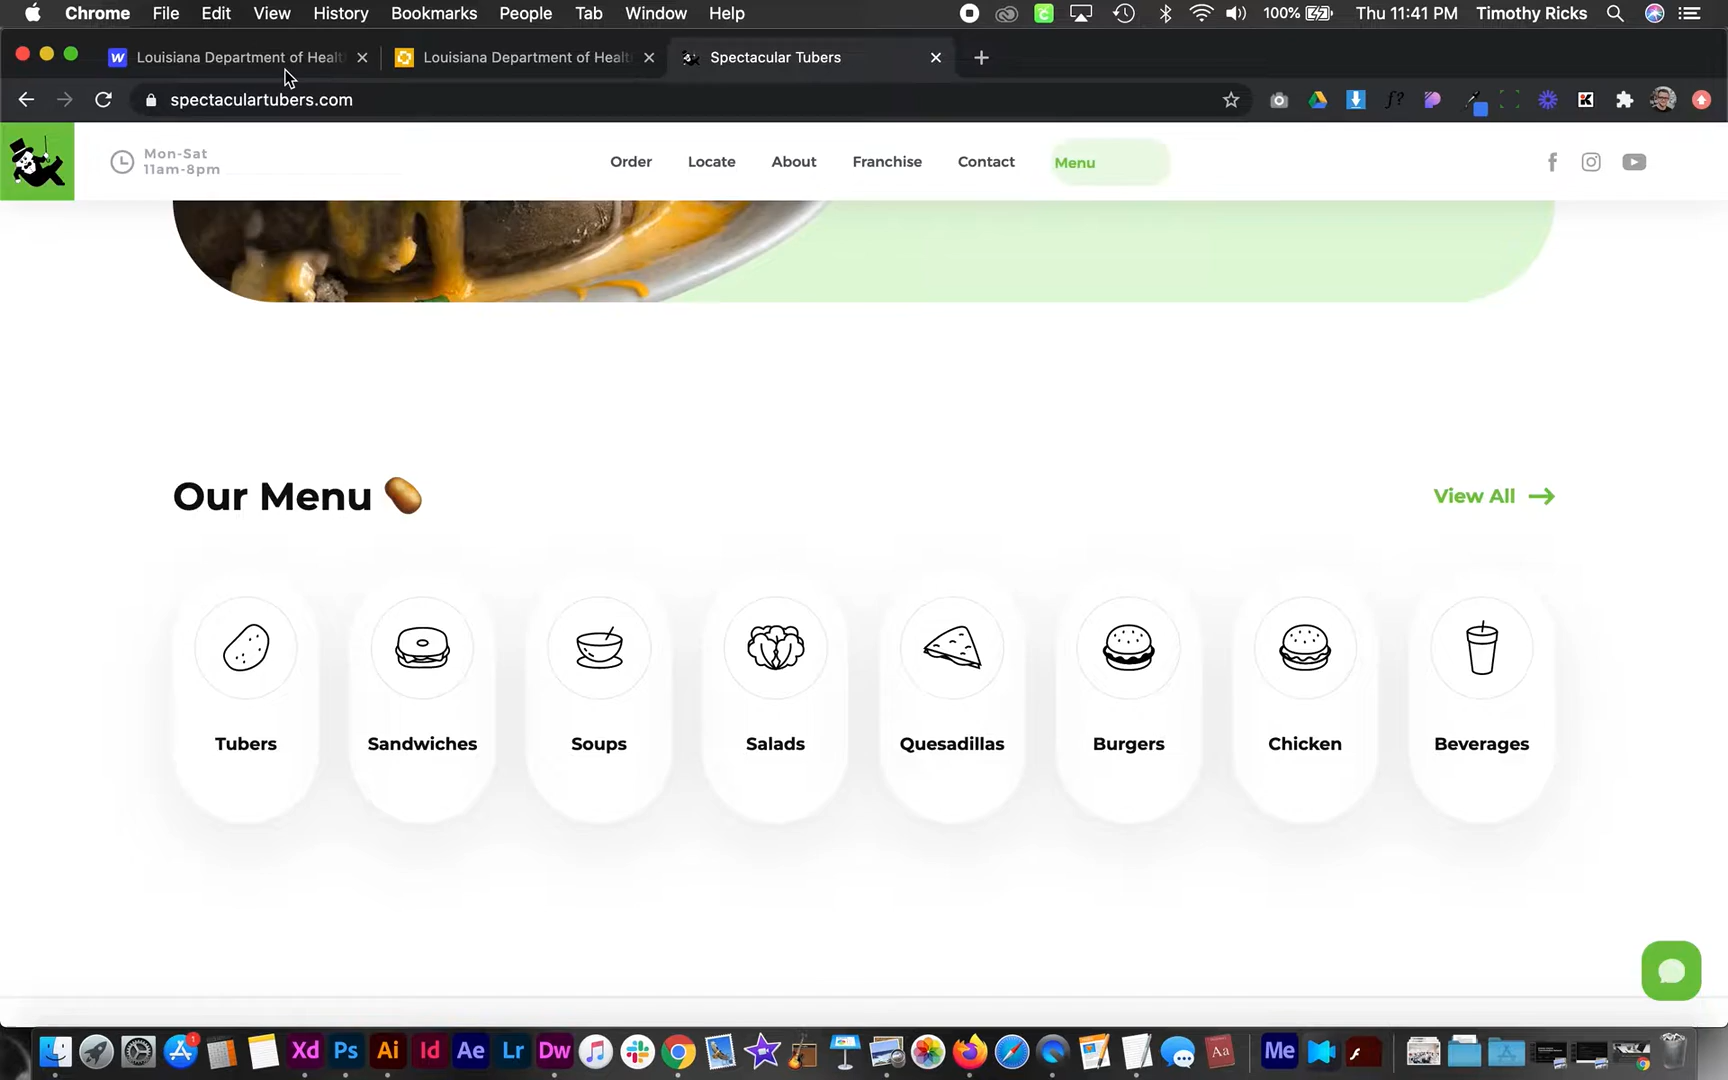 Chrome File Edit View History Bookmarks People Tab Window Help 100% Thu 11:41 PM Timothy Ricks
w Louisiana Department of Healt Louisiana Department of Healt Spectacular Tubers
spectaculartubers.com f?
Mon-Sat
11am-8pm
Order Locate About Franchise Contact Menu
Our Menu
View All
Tubers Sandwiches Soups Salads Quesadillas Burgers Chicken Beverages
1
Xd Ps Ai Id Ae Lr Dw Aa Me